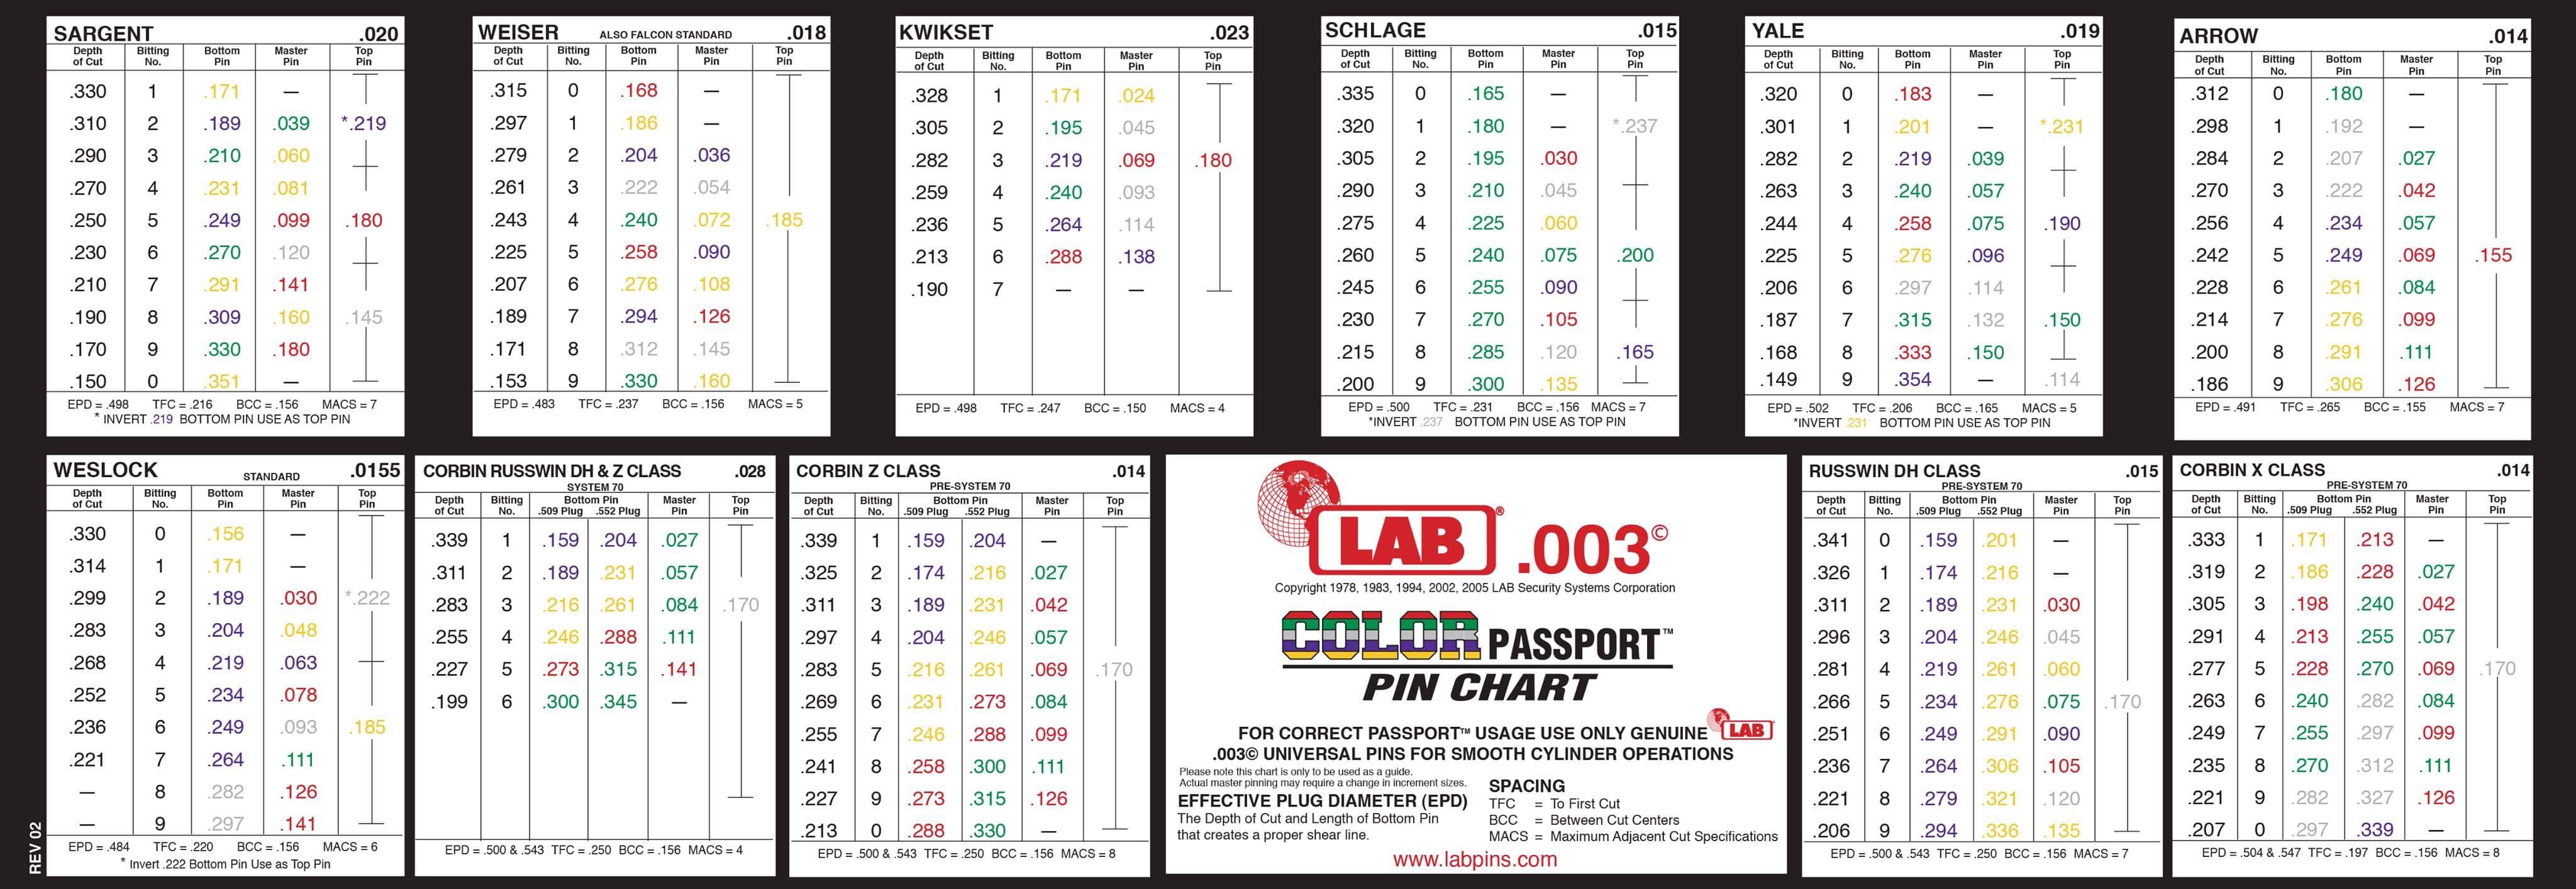 SARGENT .020
Depth of Cut Bitting No. Bottom Pin Master Pin Top Pin
.330 1 .171 —
.310 2 .189 .039 *.219
.290 3 .210 .060
.270 4 .231 .081
.250 5 .249 .099 .180
.230 6 .270 .120
.210 7 .291 .141
.190 8 .309 .160 .145
.170 9 .330 .180
.150 0 .351 —
EPD = .498 TFC = .216 BCC = .156 MACS = 7
* INVERT .219 BOTTOM PIN USE AS TOP PIN
WEISER ALSO FALCON STANDARD .018
Depth of Cut Bitting No. Bottom Pin Master Pin Top Pin
.315 0 .168 —
.297 1 .186 —
.279 2 .204 .036
.261 3 .222 .054
.243 4 .240 .072 .185
.225 5 .258 .090
.207 6 .276 .108
.189 7 .294 .126
.171 8 .312 .145
.153 9 .330 .160
EPD = .483 TFC = .237 BCC = .156 MACS = 5
KWIKSET .023
Depth of Cut Bitting No. Bottom Pin Master Pin Top Pin
.328 1 .171 .024
.305 2 .195 .045
.282 3 .219 .069 .180
.259 4 .240 .093
.236 5 .264 .114
.213 6 .288 .138
.190 7 — —
EPD = .498 TFC = .247 BCC = .150 MACS = 4
SCHLAGE .015
Depth of Cut Bitting No. Bottom Pin Master Pin Top Pin
.335 0 .165 —
.320 1 .180 — *.237
.305 2 .195 .030
.290 3 .210 .045
.275 4 .225 .060
.260 5 .240 .075 .200
.245 6 .255 .090
.230 7 .270 .105
.215 8 .285 .120 .165
.200 9 .300 .135
EPD = .500 TFC = .231 BCC = .156 MACS = 7
*INVERT .237 BOTTOM PIN USE AS TOP PIN
YALE .019
Depth of Cut Bitting No. Bottom Pin Master Pin Top Pin
.320 0 .183 —
.301 1 .201 — *.231
.282 2 .219 .039
.263 3 .240 .057
.244 4 .258 .075 .190
.225 5 .276 .096
.206 6 .297 .114
.187 7 .315 .132 .150
.168 8 .333 .150
.149 9 .354 — .114
EPD = .502 TFC = .206 BCC = .165 MACS = 5
*INVERT .231 BOTTOM PIN USE AS TOP PIN
ARROW .014
Depth of Cut Bitting No. Bottom Pin Master Pin Top Pin
.312 0 .180 —
.298 1 .192 —
.284 2 .207 .027
.270 3 .222 .042
.256 4 .234 .057
.242 5 .249 .069 .155
.228 6 .261 .084
.214 7 .276 .099
.200 8 .291 .111
.186 9 .306 .126
EPD = .491 TFC = .265 BCC = .155 MACS = 7
WESLOCK STANDARD .0155
Depth of Cut Bitting No. Bottom Pin Master Pin Top Pin
.330 0 .156 —
.314 1 .171 —
.299 2 .189 .030 *.222
.283 3 .204 .048
.268 4 .219 .063
.252 5 .234 .078
.236 6 .249 .093 .185
.221 7 .264 .111
— 8 .282 .126
— 9 .297 .141
EPD = .484 TFC = .220 BCC = .156 MACS = 6
* Invert .222 Bottom Pin Use as Top Pin
REV 02
CORBIN RUSSWIN DH & Z CLASS .028
SYSTEM 70
Depth of Cut Bitting No. Bottom Pin .509 Plug .552 Plug Master Pin Top Pin
.339 1 .159 .204 .027
.311 2 .189 .231 .057
.283 3 .216 .261 .084 .170
.255 4 .246 .288 .111
.227 5 .273 .315 .141
.199 6 .300 .345 —
EPD = .500 & .543 TFC = .250 BCC = .156 MACS = 4
CORBIN Z CLASS .014
PRE-SYSTEM 70
Depth of Cut Bitting No. Bottom Pin .509 Plug .552 Plug Master Pin Top Pin
.339 1 .159 .204 —
.325 2 .174 .216 .027
.311 3 .189 .231 .042
.297 4 .204 .246 .057
.283 5 .216 .261 .069 .170
.269 6 .231 .273 .084
.255 7 .246 .288 .099
.241 8 .258 .300 .111
.227 9 .273 .315 .126
.213 0 .288 .330 —
EPD = .500 & .543 TFC = .250 BCC = .156 MACS = 8
LAB® .003©
Copyright 1978, 1983, 1994, 2002, 2005 LAB Security Systems Corporation
COLOR PASSPORT™
PIN CHART
FOR CORRECT PASSPORT™ USAGE USE ONLY GENUINE LAB
.003© UNIVERSAL PINS FOR SMOOTH CYLINDER OPERATIONS
Please note this chart is only to be used as a guide.
Actual master pinning may require a change in increment sizes.
EFFECTIVE PLUG DIAMETER (EPD)
The Depth of Cut and Length of Bottom Pin
that creates a proper shear line.
SPACING
TFC = To First Cut
BCC = Between Cut Centers
MACS = Maximum Adjacent Cut Specifications
www.labpins.com
RUSSWIN DH CLASS .015
PRE-SYSTEM 70
Depth of Cut Bitting No. Bottom Pin .509 Plug .552 Plug Master Pin Top Pin
.341 0 .159 .201 —
.326 1 .174 .216 —
.311 2 .189 .231 .030
.296 3 .204 .246 .045
.281 4 .219 .261 .060
.266 5 .234 .276 .075 .170
.251 6 .249 .291 .090
.236 7 .264 .306 .105
.221 8 .279 .321 .120
.206 9 .294 .336 .135
EPD = .500 & .543 TFC = .250 BCC = .156 MACS = 7
CORBIN X CLASS .014
PRE-SYSTEM 70
Depth of Cut Bitting No. Bottom Pin .509 Plug .552 Plug Master Pin Top Pin
.333 1 .171 .213 —
.319 2 .186 .228 .027
.305 3 .198 .240 .042
.291 4 .213 .255 .057
.277 5 .228 .270 .069 .170
.263 6 .240 .282 .084
.249 7 .255 .297 .099
.235 8 .270 .312 .111
.221 9 .282 .327 .126
.207 0 .297 .339 —
EPD = .504 & .547 TFC = .197 BCC = .156 MACS = 8